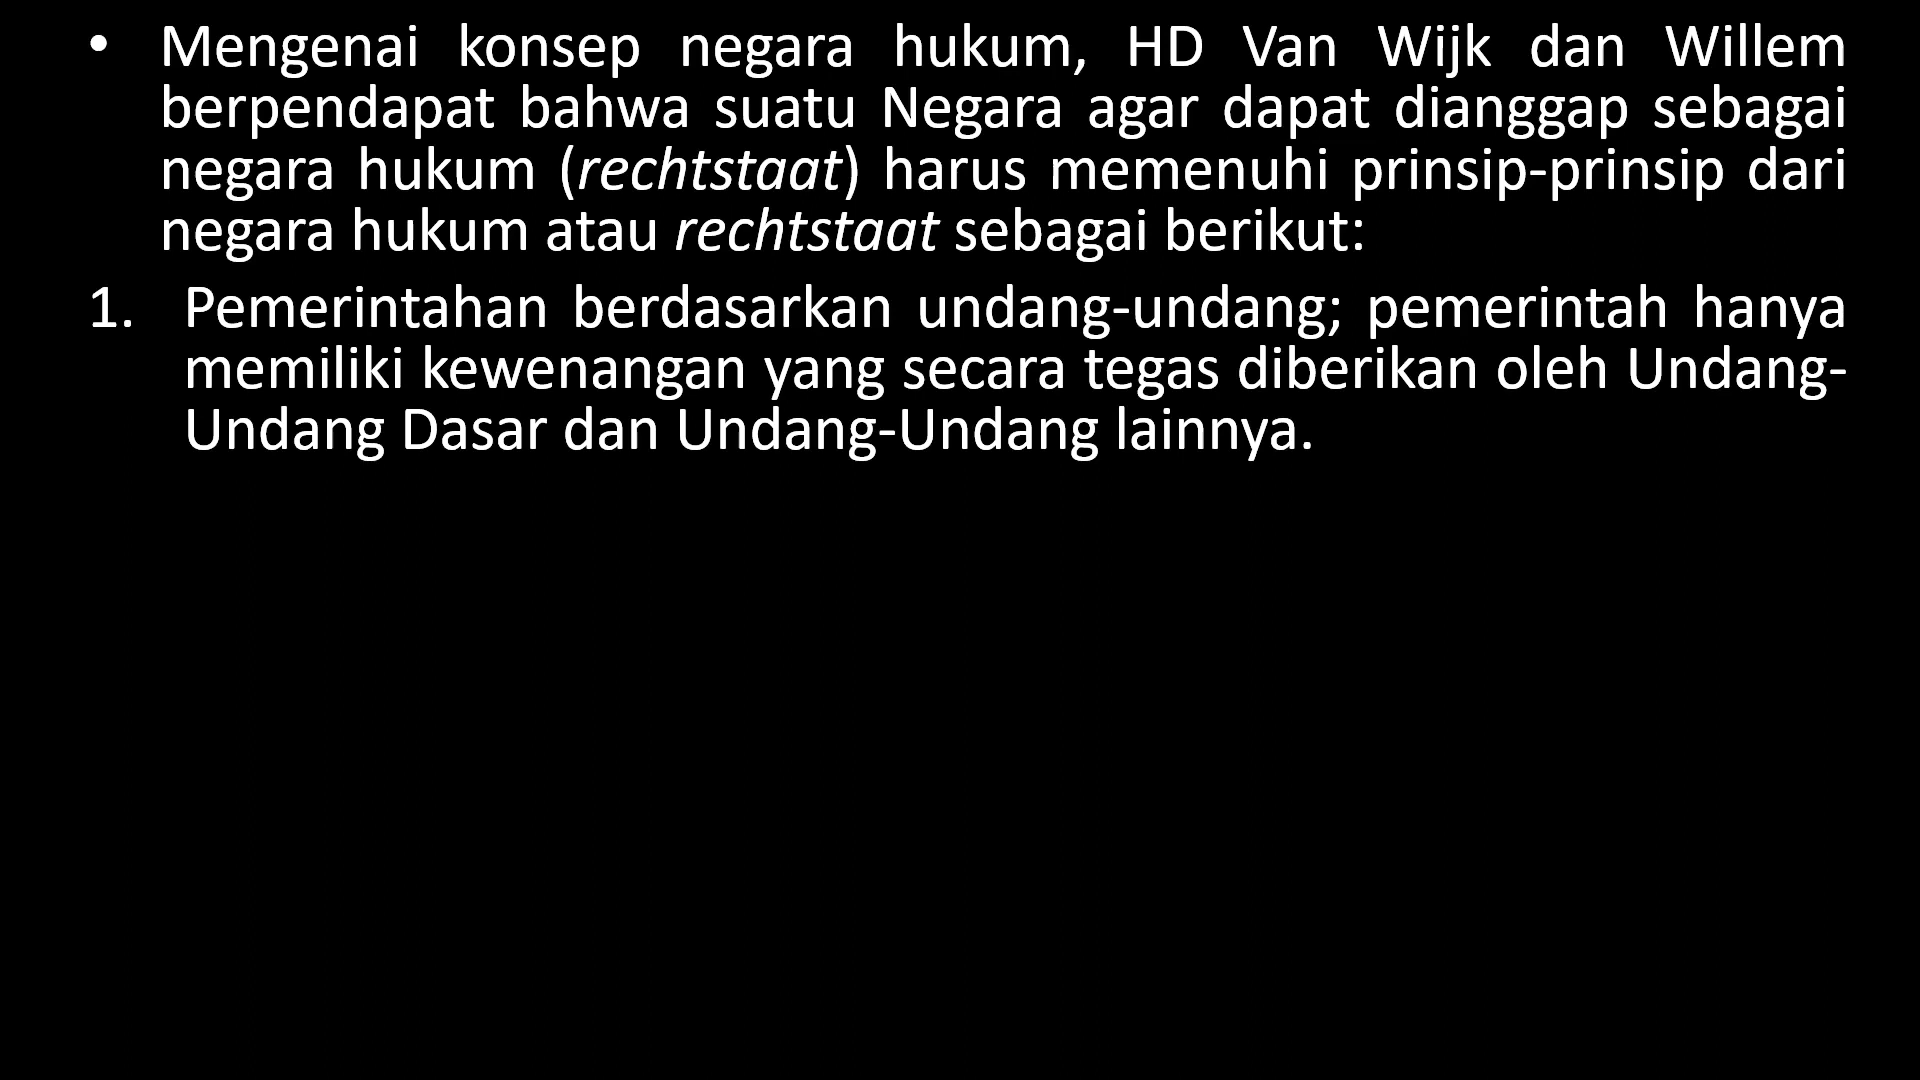 • Mengenai konsep negara hukum, HD Van Wijk dan Willem
berpendapat bahwa suatu Negara agar dapat dianggap sebagai
negara hukum (rechtstaat) harus memenuhi prinsip-prinsip dari
negara hukum atau rechtstaat sebagai berikut:
1. Pemerintahan berdasarkan undang-undang; pemerintah hanya
memiliki kewenangan yang secara tegas diberikan oleh Undang-
Undang Dasar dan Undang-Undang lainnya.